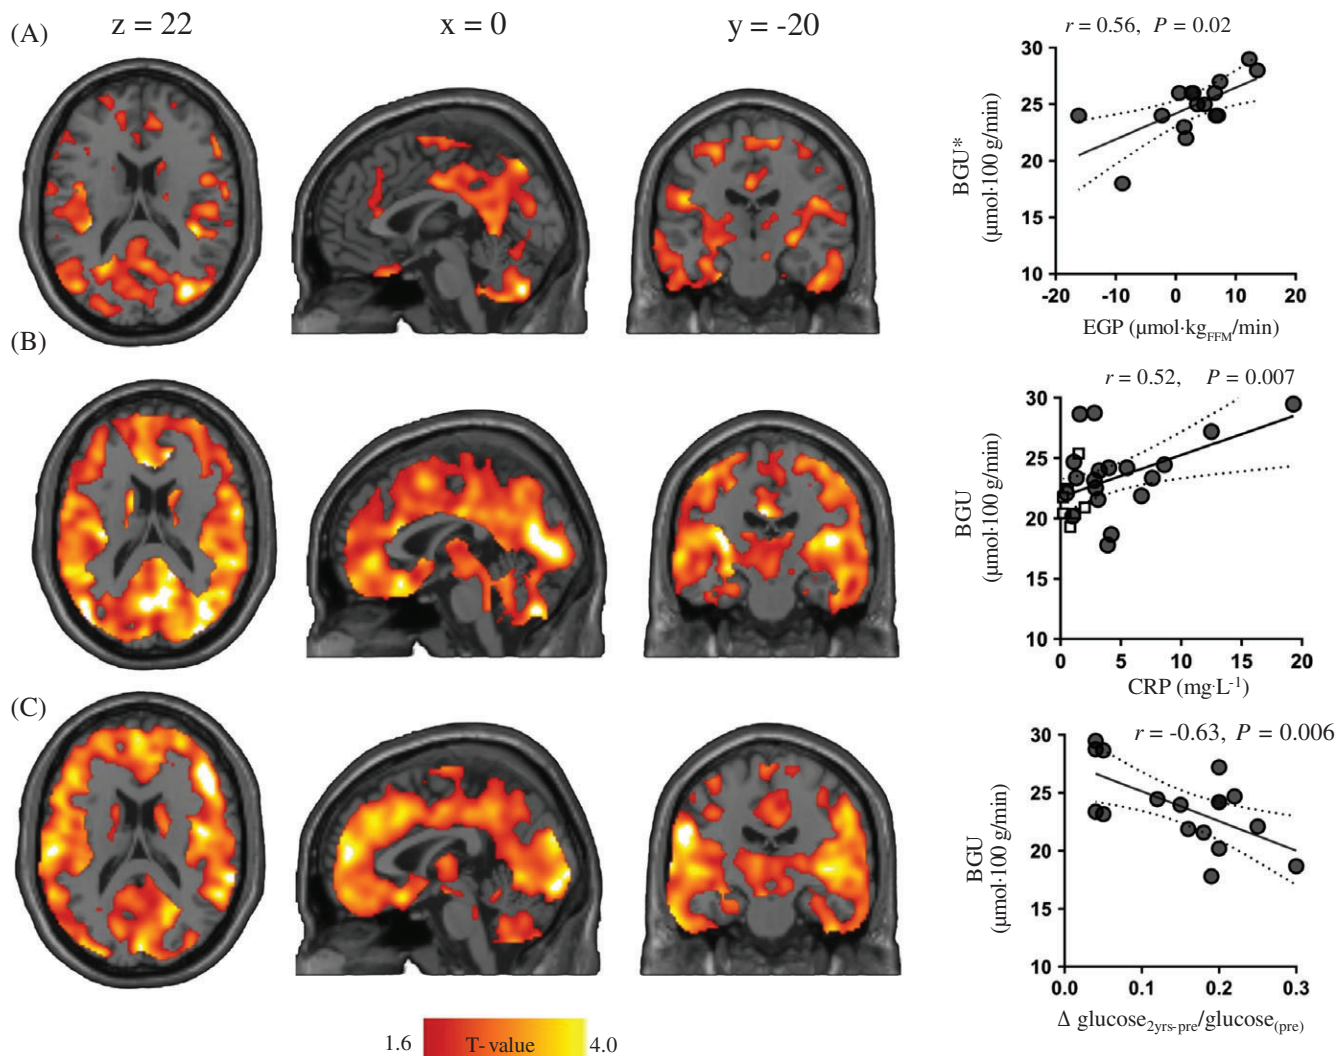 (A)
z = 22
x = 0
y = -20
r = 0.56, P = 0.02
30
25
20
15
10
BGU*
(µmol·100 g/min)
-20 -10 0 10 20
EGP (µmol·kgFFM/min)
(B)
r = 0.52, P = 0.007
30
25
20
15
10
BGU
(µmol·100 g/min)
0 5 10 15 20
CRP (mg·L-1)
(C)
r = -0.63, P = 0.006
30
25
20
15
10
BGU
(µmol·100 g/min)
0.0 0.1 0.2 0.3
Δ glucose2yrs-pre/glucose(pre)
1.6 T- value 4.0